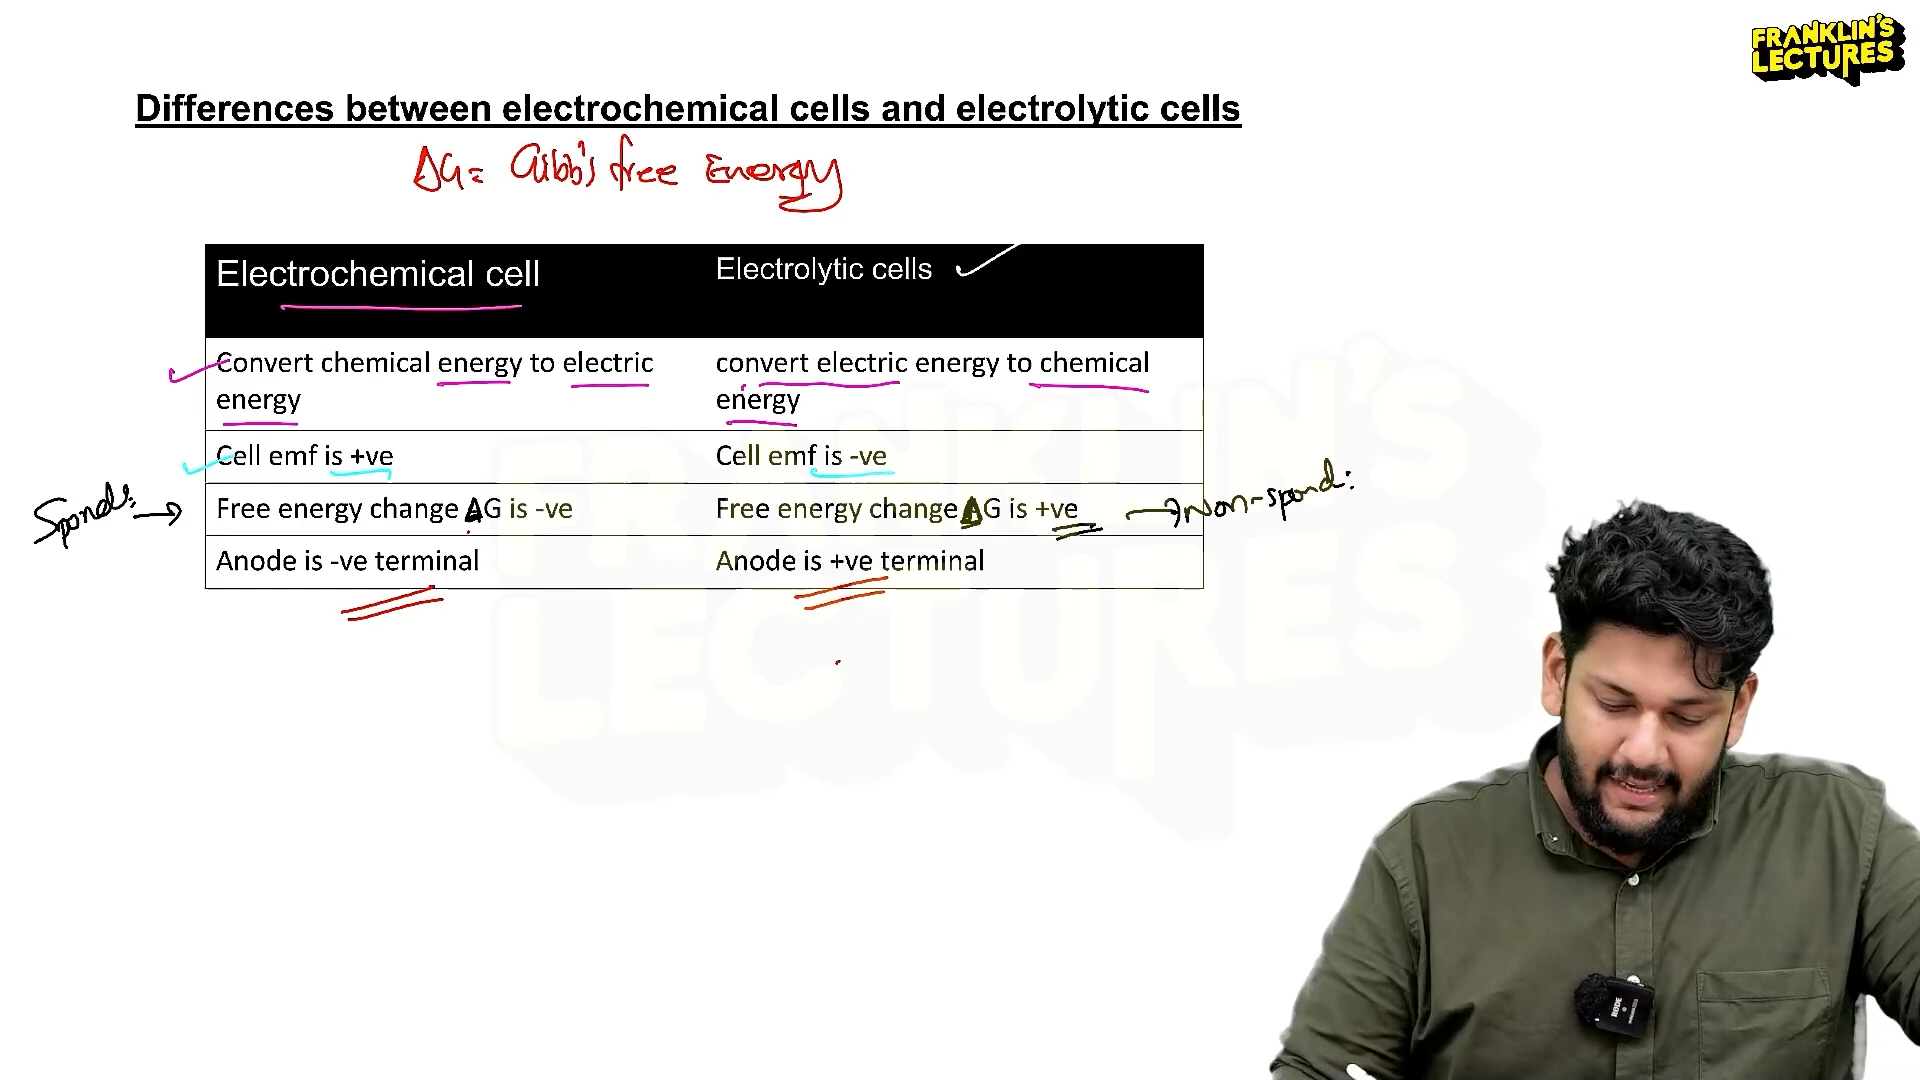 FRANKLIN'S
LECTURES
Differences between electrochemical cells and electrolytic cells
ΔG = Gibb's free Energy
Electrochemical cell
Electrolytic cells
Convert chemical energy to electric
energy
convert electric energy to chemical
energy
Cell emf is +ve
Cell emf is -ve
Free energy change ΔG is -ve
Free energy change ΔG is +ve
→ Non-spond:
Anode is -ve terminal
Anode is +ve terminal
FRANKLIN'S
LECTURES
RODE